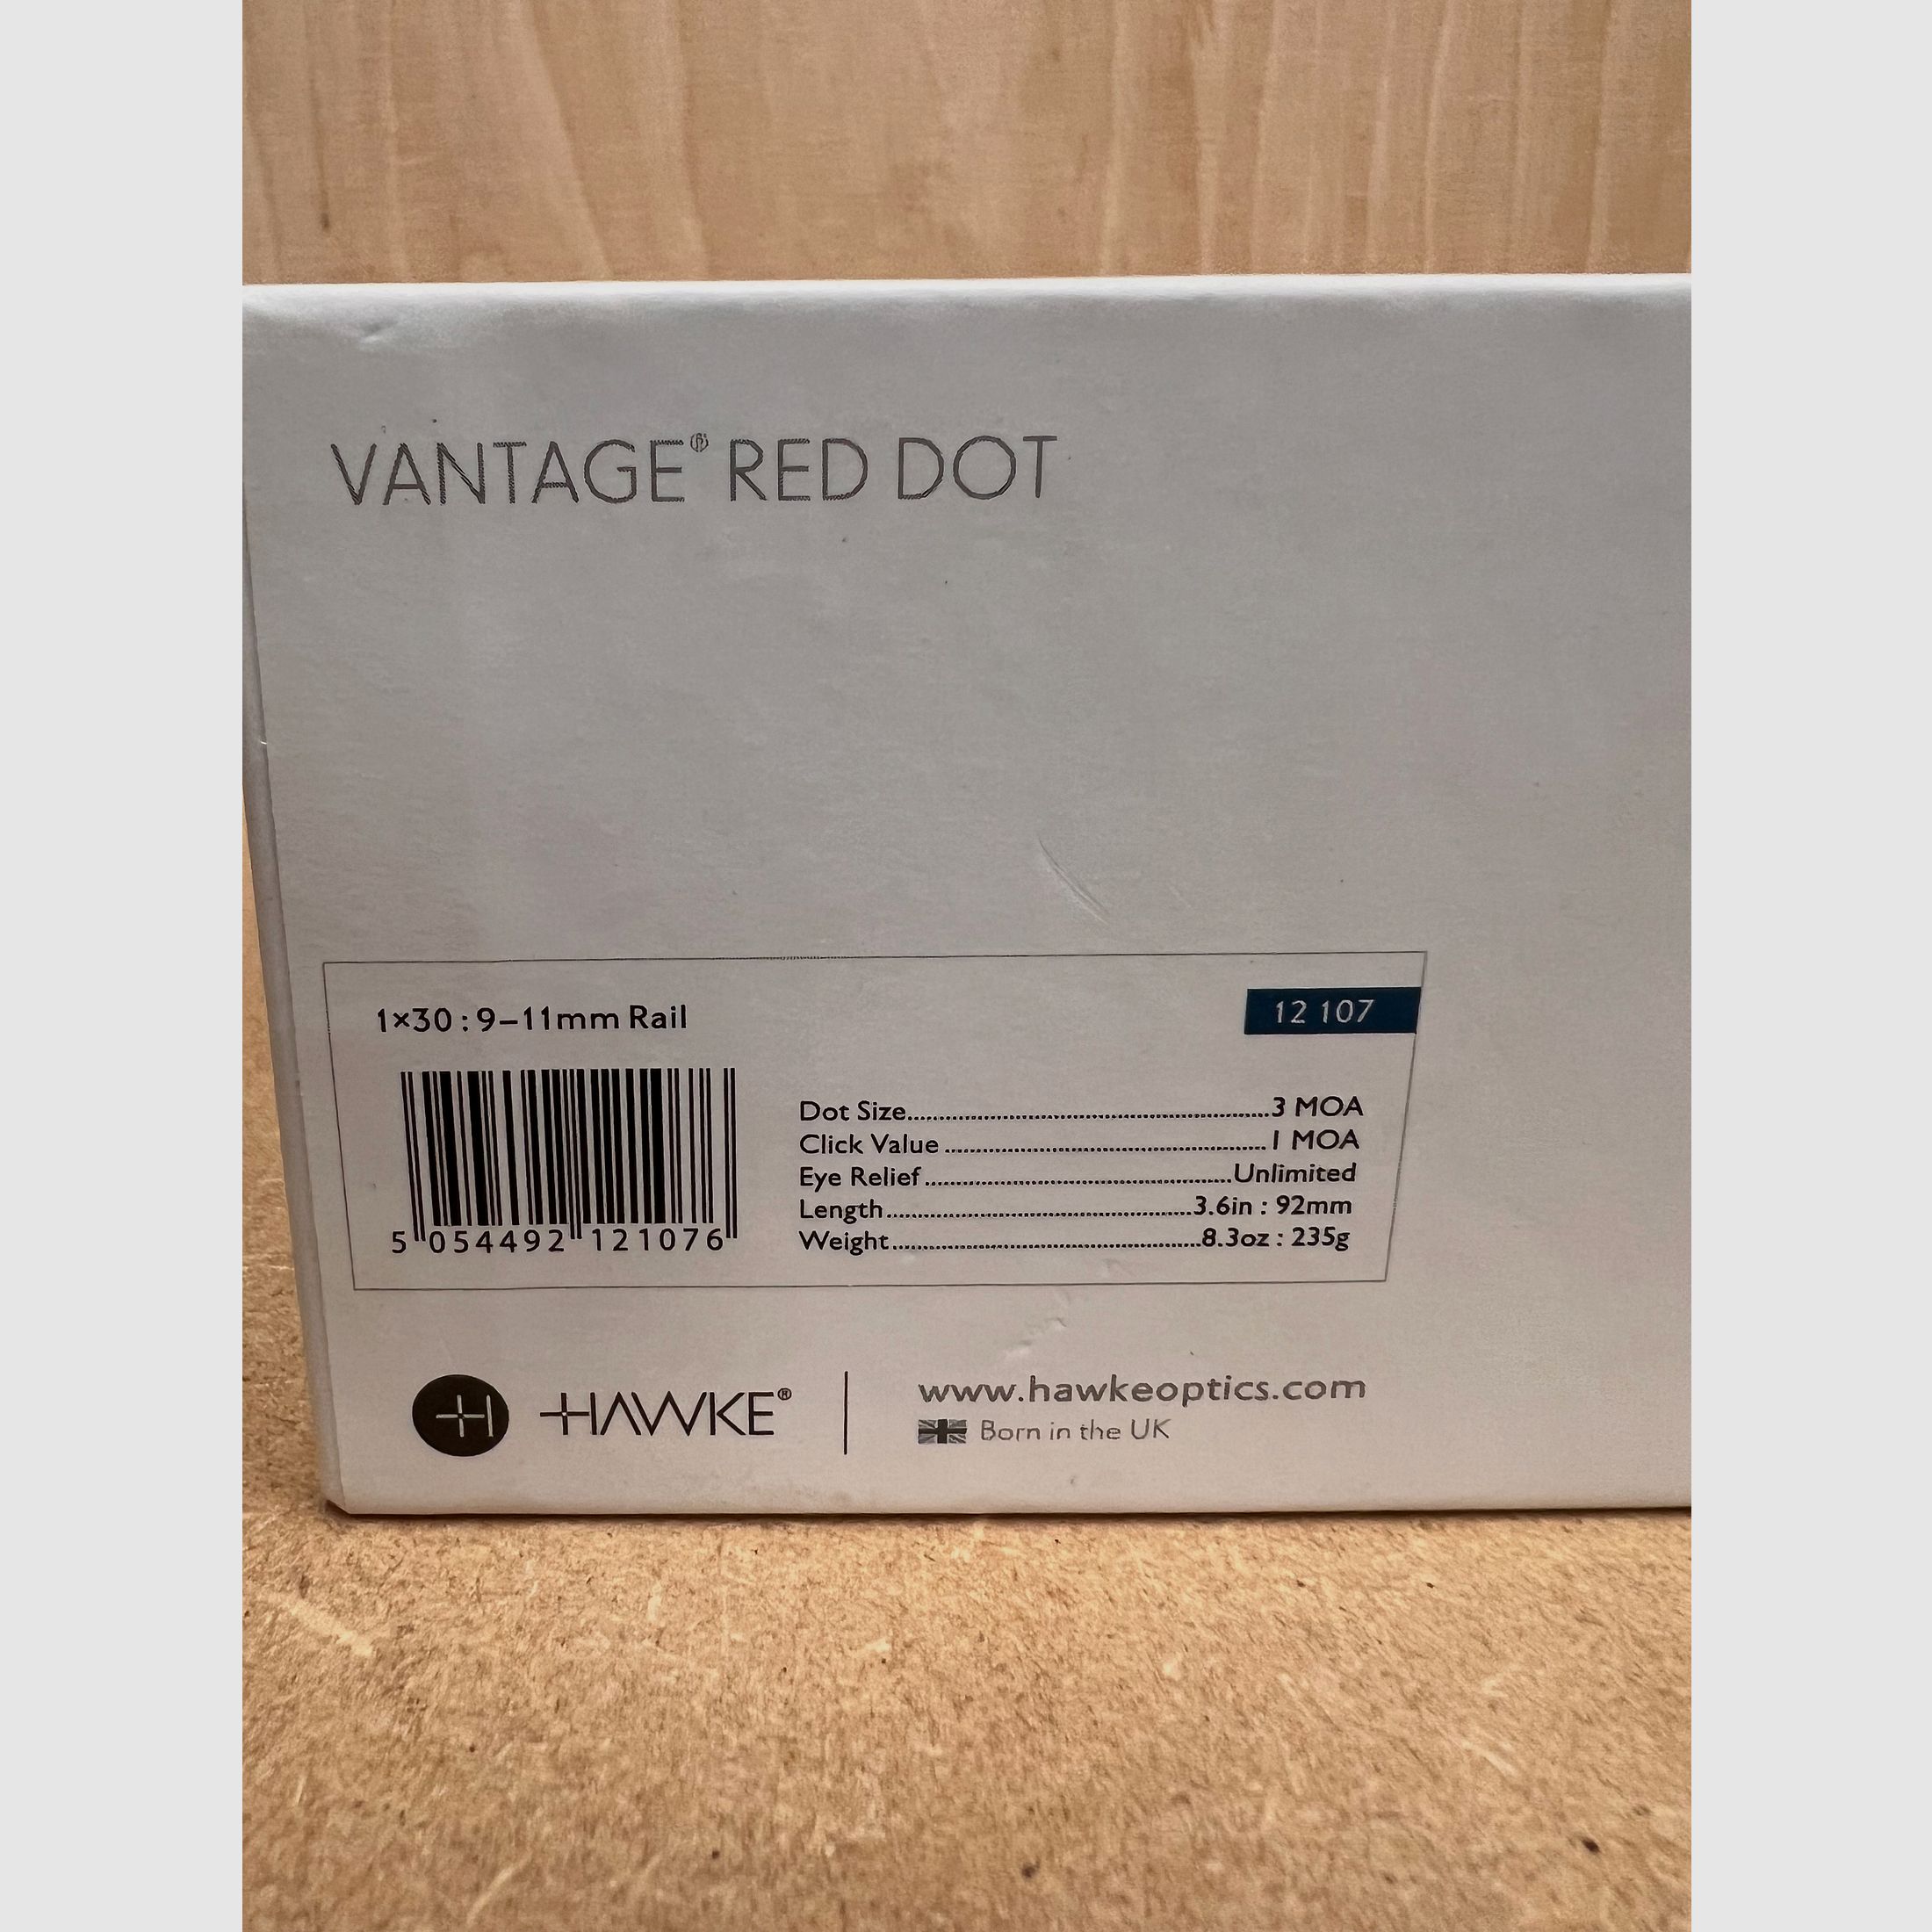 VANTAGE® RED DOT
1×30 : 9–11mm Rail
12 107
Dot Size 3 MOA
Click Value 1 MOA
Eye Relief Unlimited
Length 3.6in : 92mm
Weight 8.3oz : 235g
5 054492 121076
HAWKE®
www.hawkeoptics.com
Born in the UK